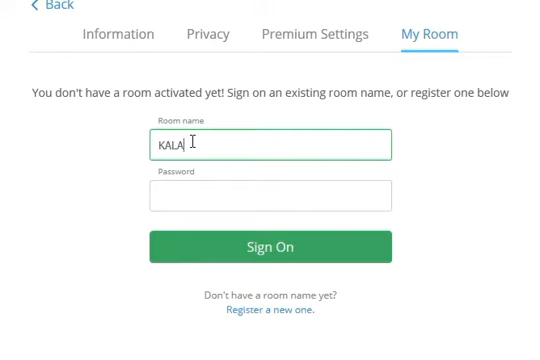 Back
Information Privacy Premium Settings My Room
You don't have a room activated yet! Sign on an existing room name, or register one below
Room name
KALA
Password
Sign On
Don't have a room name yet?
Register a new one.